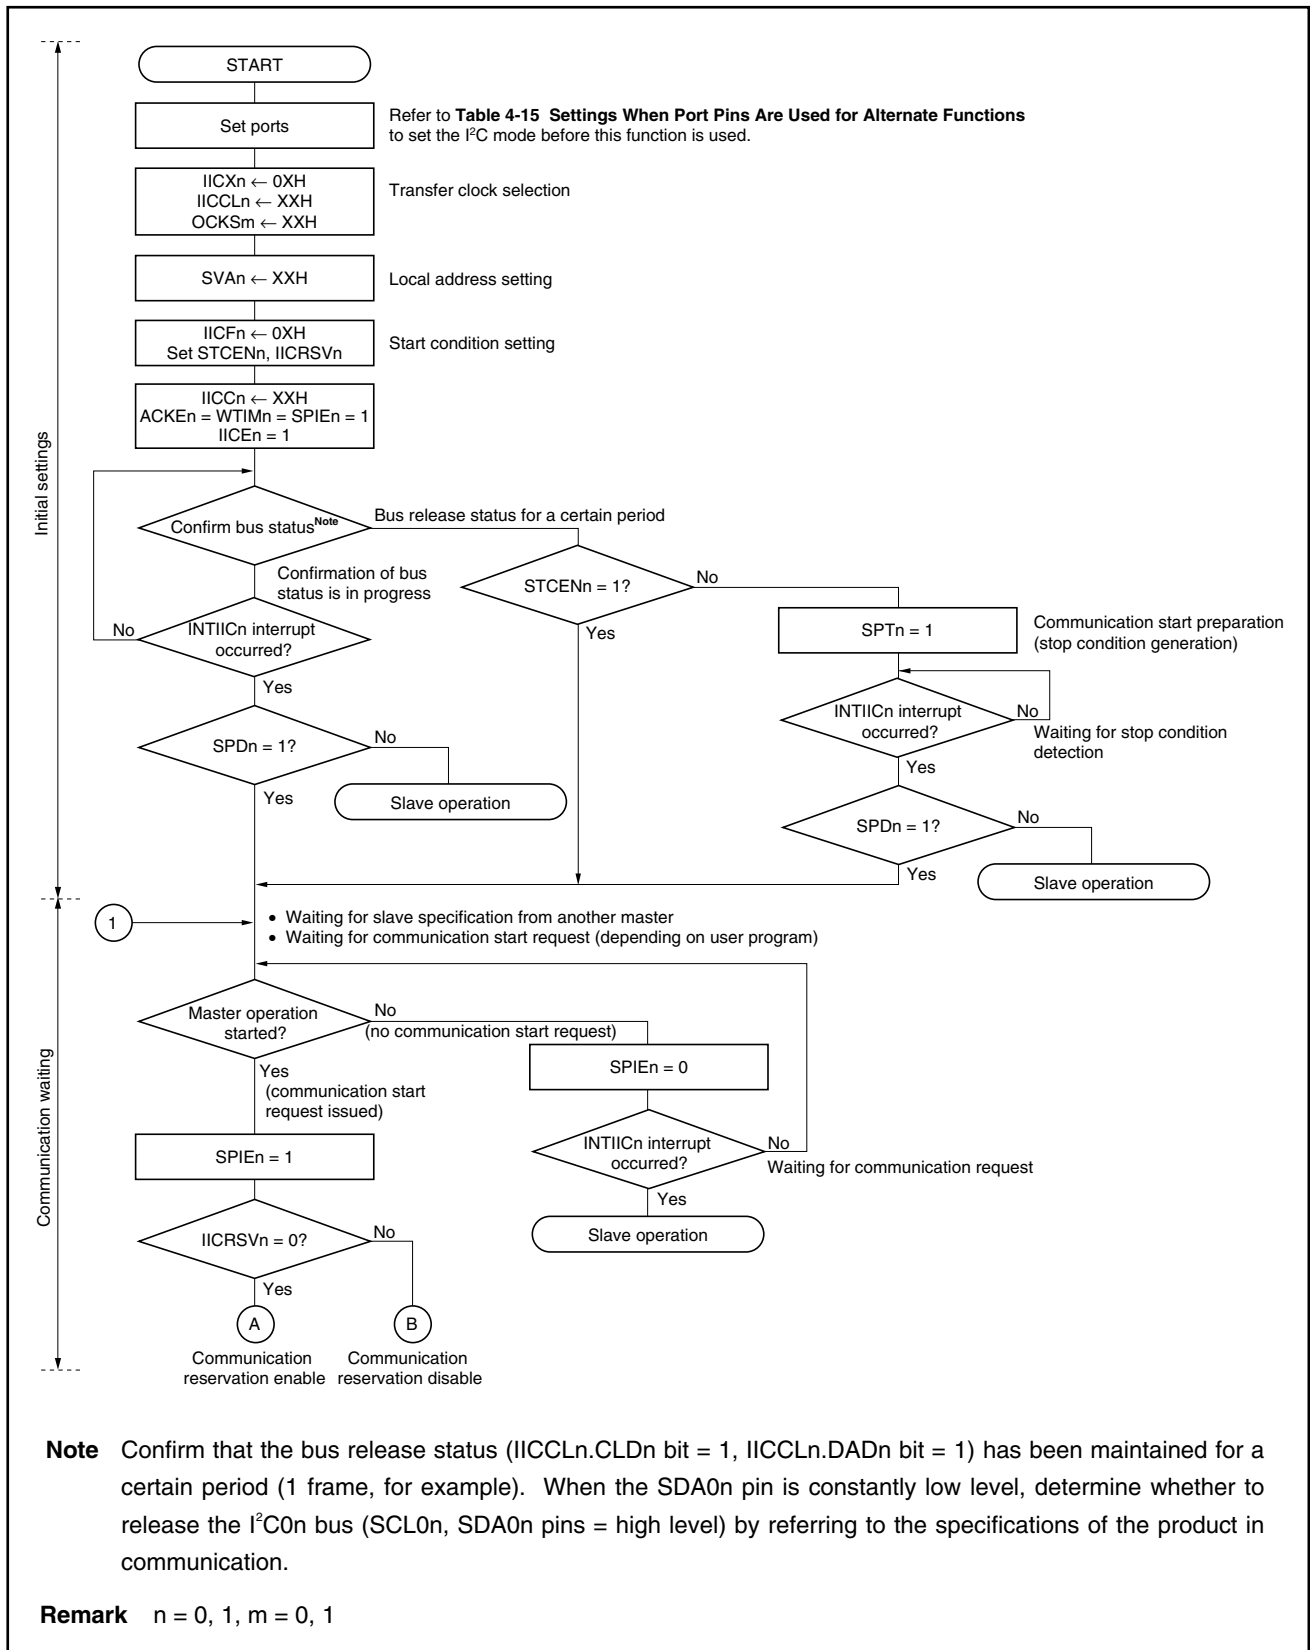 START
Set ports
Refer to Table 4-15 Settings When Port Pins Are Used for Alternate Functions
to set the I²C mode before this function is used.
IICXn ← 0XH
IICCLn ← XXH
OCKSm ← XXH
Transfer clock selection
SVAn ← XXH
Local address setting
IICFn ← 0XH
Set STCENn, IICRSVn
Start condition setting
IICCn ← XXH
ACKEn = WTIMn = SPIEn = 1
IICEn = 1
Initial settings
Confirm bus status^Note
Bus release status for a certain period
Confirmation of bus
status is in progress
STCENn = 1?
No
Yes
SPTn = 1
Communication start preparation
(stop condition generation)
INTIICn interrupt
occurred?
No
Yes
INTIICn interrupt
occurred?
No
Waiting for stop condition
detection
Yes
SPDn = 1?
No
Yes
Slave operation
SPDn = 1?
No
Yes
Slave operation
1
• Waiting for slave specification from another master
• Waiting for communication start request (depending on user program)
Communication waiting
Master operation
started?
No
(no communication start request)
Yes
(communication start
request issued)
SPIEn = 0
INTIICn interrupt
occurred?
No
Waiting for communication request
Yes
Slave operation
SPIEn = 1
IICRSVn = 0?
No
Yes
A
B
Communication
reservation enable
Communication
reservation disable
Note Confirm that the bus release status (IICCLn.CLDn bit = 1, IICCLn.DADn bit = 1) has been maintained for a
certain period (1 frame, for example). When the SDA0n pin is constantly low level, determine whether to
release the I²C0n bus (SCL0n, SDA0n pins = high level) by referring to the specifications of the product in
communication.
Remark n = 0, 1, m = 0, 1